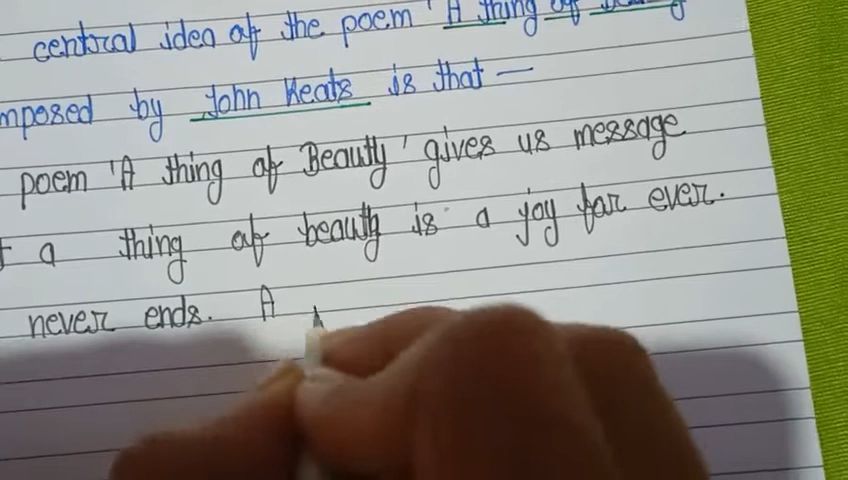 central idea of the poem 'A thing of Beauty
mposed by John Keats is that —
poem 'A thing of Beauty' gives us message
t a thing of beauty is a joy for ever.
never ends. A